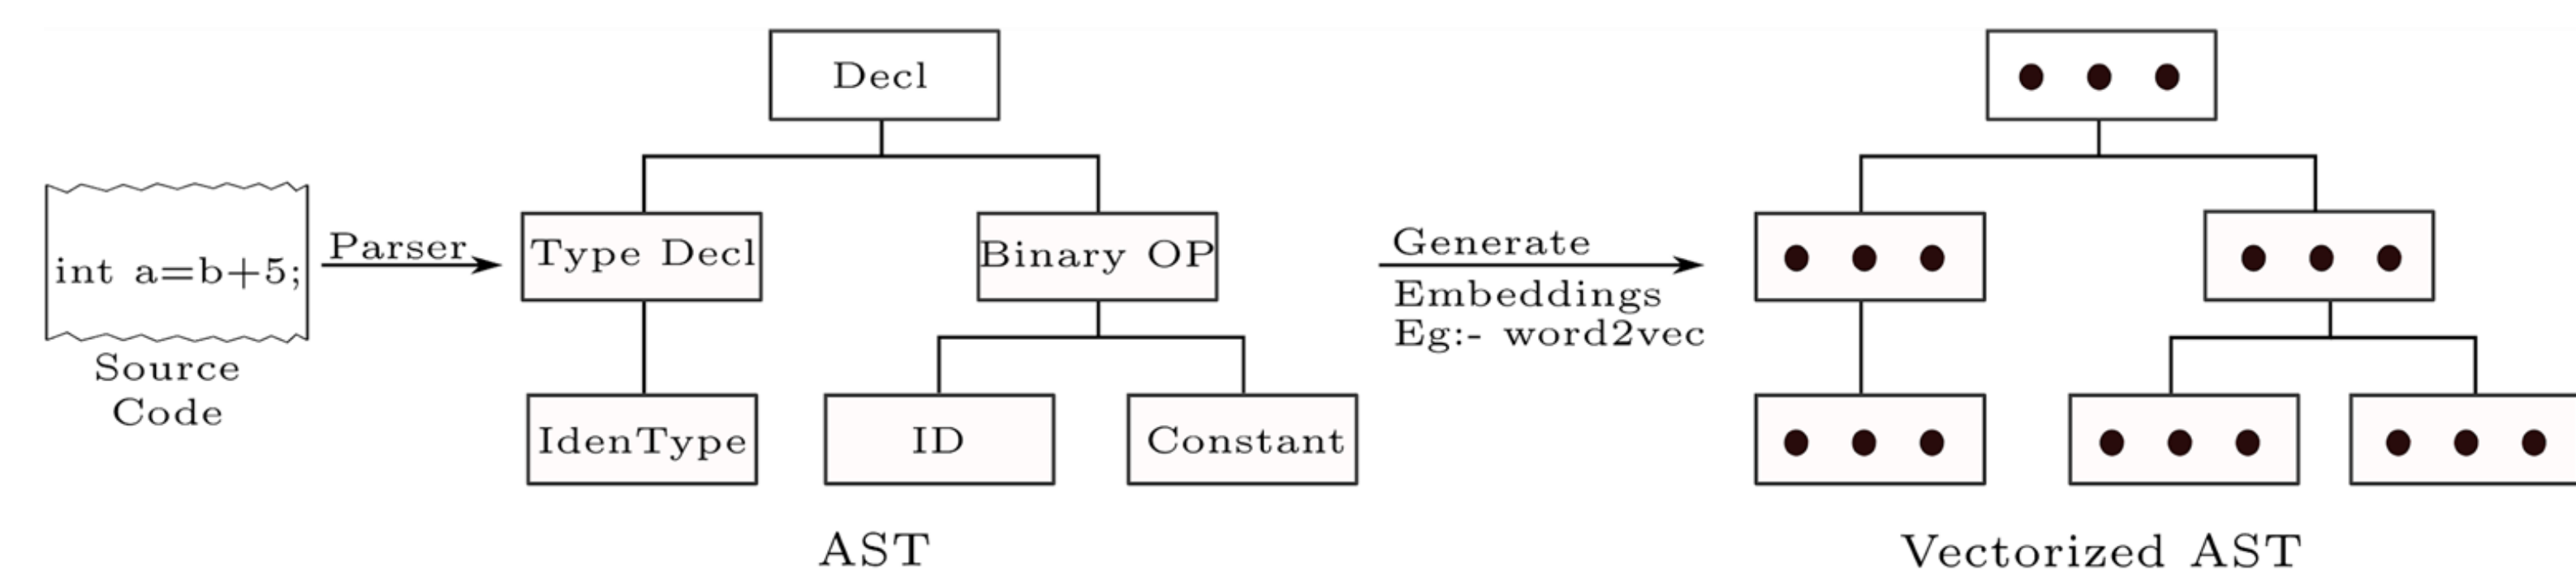 Decl
int a=b+5;
Source
Code
Parser
Type Decl
Binary OP
IdenType
ID
Constant
AST
Generate
Embeddings
Eg:- word2vec
Vectorized AST